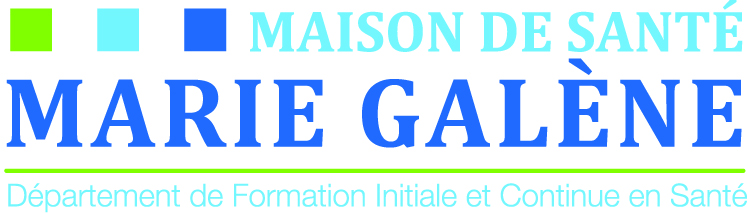 MAISON DE SANTÉ
MARIE GALÈNE
Département de Formation Initiale et Continue en Santé